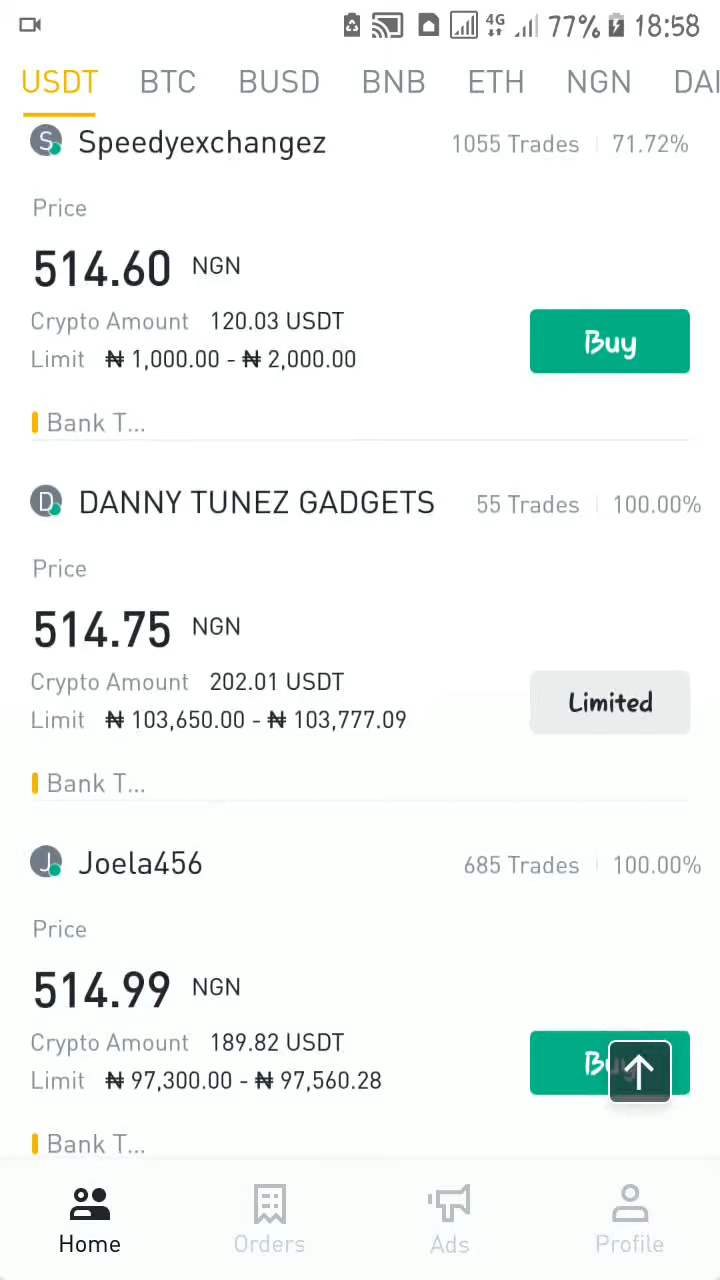 4G 77% 18:58
USDT BTC BUSD BNB ETH NGN DAI
S Speedyexchangez 1055 Trades 71.72%
Price
514.60 NGN
Crypto Amount 120.03 USDT
Limit ₦ 1,000.00 - ₦ 2,000.00
Buy
Bank T...
D DANNY TUNEZ GADGETS 55 Trades 100.00%
Price
514.75 NGN
Crypto Amount 202.01 USDT
Limit ₦ 103,650.00 - ₦ 103,777.09
Limited
Bank T...
J Joela456 685 Trades 100.00%
Price
514.99 NGN
Crypto Amount 189.82 USDT
Limit ₦ 97,300.00 - ₦ 97,560.28
Buy
Bank T...
Home Orders Ads Profile